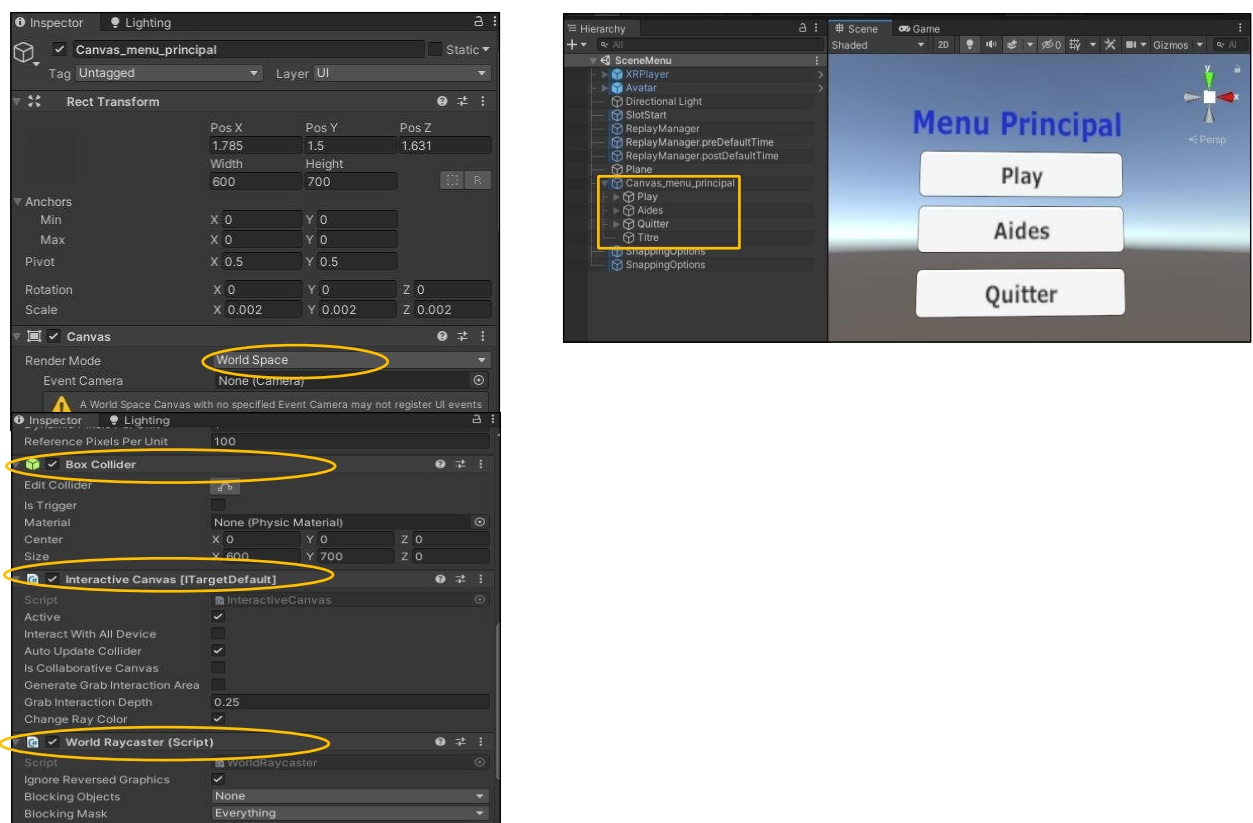 Inspector Lighting
Canvas_menu_principal Static
Tag Untagged Layer UI
Rect Transform
Pos X Pos Y Pos Z
1.785 1.5 1.631
Width Height
600 700
R
Anchors
Min X 0 Y 0
Max X 0 Y 0
Pivot X 0.5 Y 0.5
Rotation X 0 Y 0 Z 0
Scale X 0.002 Y 0.002 Z 0.002
Canvas
Render Mode World Space
Event Camera None (Camera)
A World Space Canvas with no specified Event Camera may not register UI events
Inspector Lighting
Reference Pixels Per Unit 100
Box Collider
Edit Collider
Is Trigger
Material None (Physic Material)
Center X 0 Y 0 Z 0
Size X 600 Y 700 Z 0
Interactive Canvas [ITargetDefault]
Script InteractiveCanvas
Active
Interact With All Device
Auto Update Collider
Is Collaborative Canvas
Generate Grab Interaction Area
Grab Interaction Depth 0.25
Change Ray Color
World Raycaster (Script)
Script WorldRaycaster
Ignore Reversed Graphics
Blocking Objects None
Blocking Mask Everything
Hierarchy
All
SceneMenu
XRPlayer
Avatar
Directional Light
SlotStart
ReplayManager
ReplayManager.preDefaultTime
ReplayManager.postDefaultTime
Plane
Canvas_menu_principal
Play
Aides
Quitter
Titre
SnappingOptions
SnappingOptions
Scene Game
Shaded 2D 0 Gizmos Al
y
x
Persp
Menu Principal
Play
Aides
Quitter